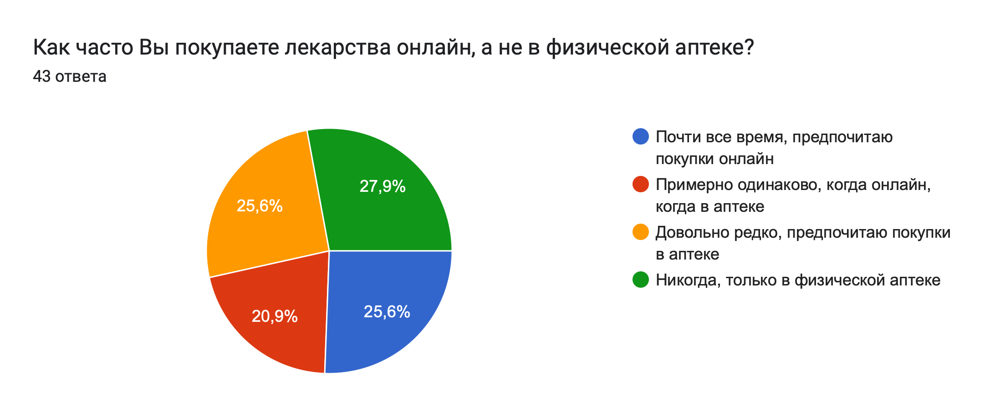 Как часто Вы покупаете лекарства онлайн, а не в физической аптеке?
43 ответа
27,9%
25,6%
20,9%
25,6%
Почти все время, предпочитаю
покупки онлайн
Примерно одинаково, когда онлайн,
когда в аптеке
Довольно редко, предпочитаю покупки
в аптеке
Никогда, только в физической аптеке